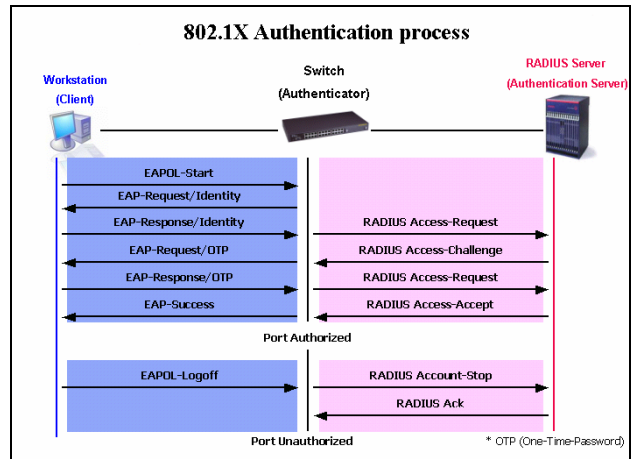 802.1X Authentication process
Workstation
(Client)
Switch
(Authenticator)
RADIUS Server
(Authentication Server)
EAPOL-Start
EAP-Request/Identity
EAP-Response/Identity
RADIUS Access-Request
EAP-Request/OTP
RADIUS Access-Challenge
EAP-Response/OTP
RADIUS Access-Request
EAP-Success
RADIUS Access-Accept
Port Authorized
EAPOL-Logoff
RADIUS Account-Stop
RADIUS Ack
Port Unauthorized
* OTP (One-Time-Password)